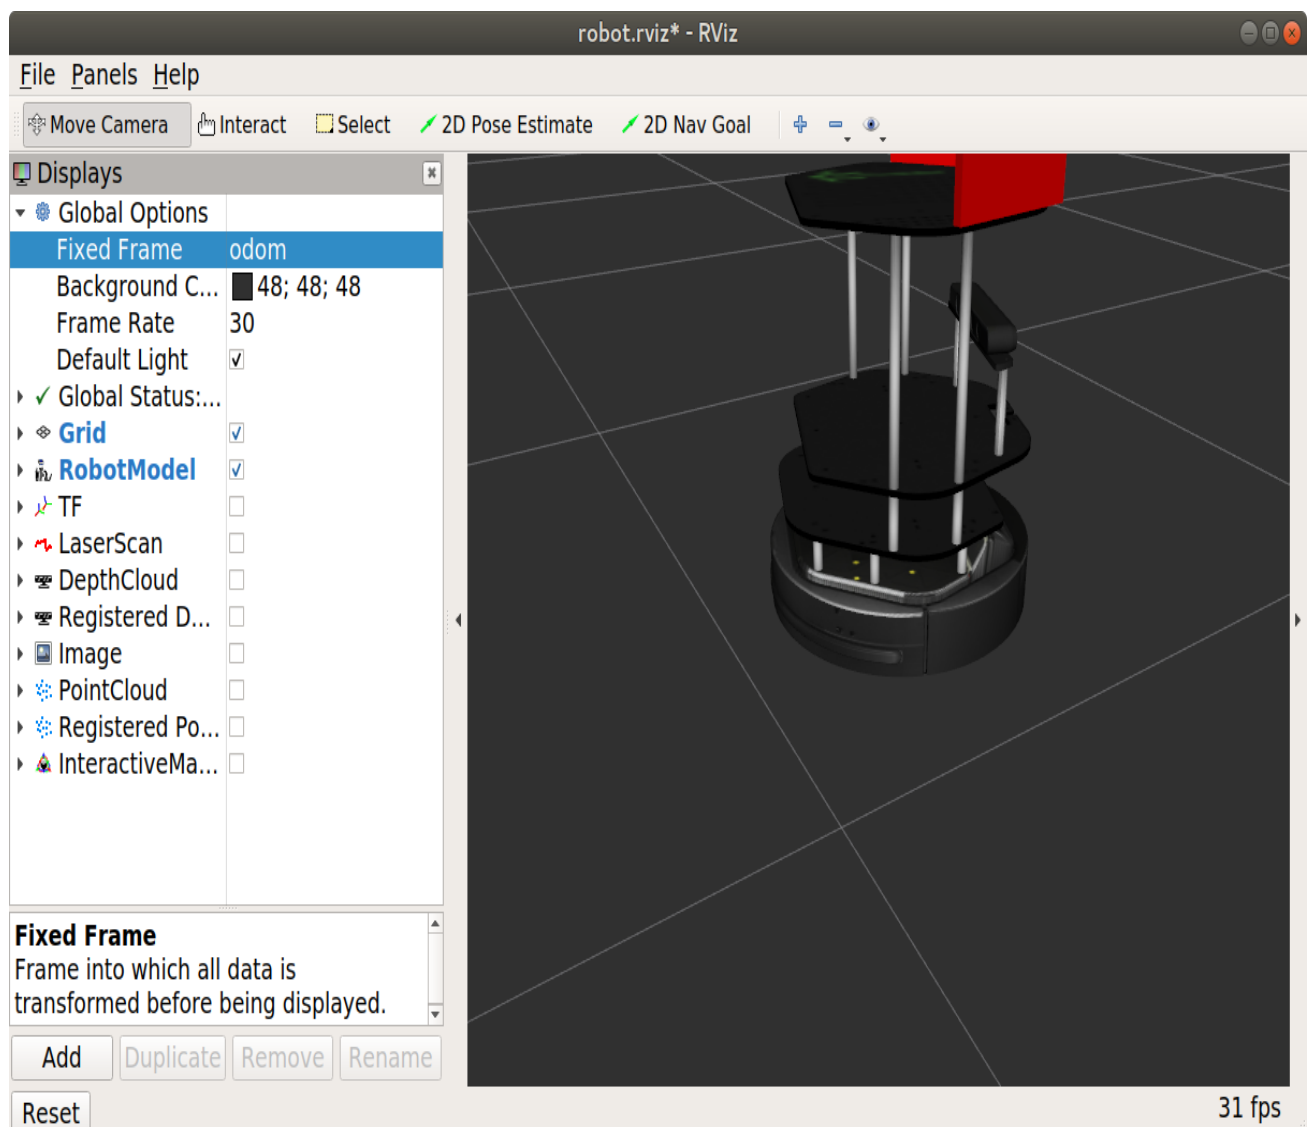 robot.rviz* - RViz
File Panels Help
Move Camera Interact Select 2D Pose Estimate 2D Nav Goal
Displays
Global Options
Fixed Frame odom
Background C... 48; 48; 48
Frame Rate 30
Default Light
Global Status:...
Grid
RobotModel
TF
LaserScan
DepthCloud
Registered D...
Image
PointCloud
Registered Po...
InteractiveMa...
Fixed Frame
Frame into which all data is
transformed before being displayed.
Add Duplicate Remove Rename
Reset
31 fps